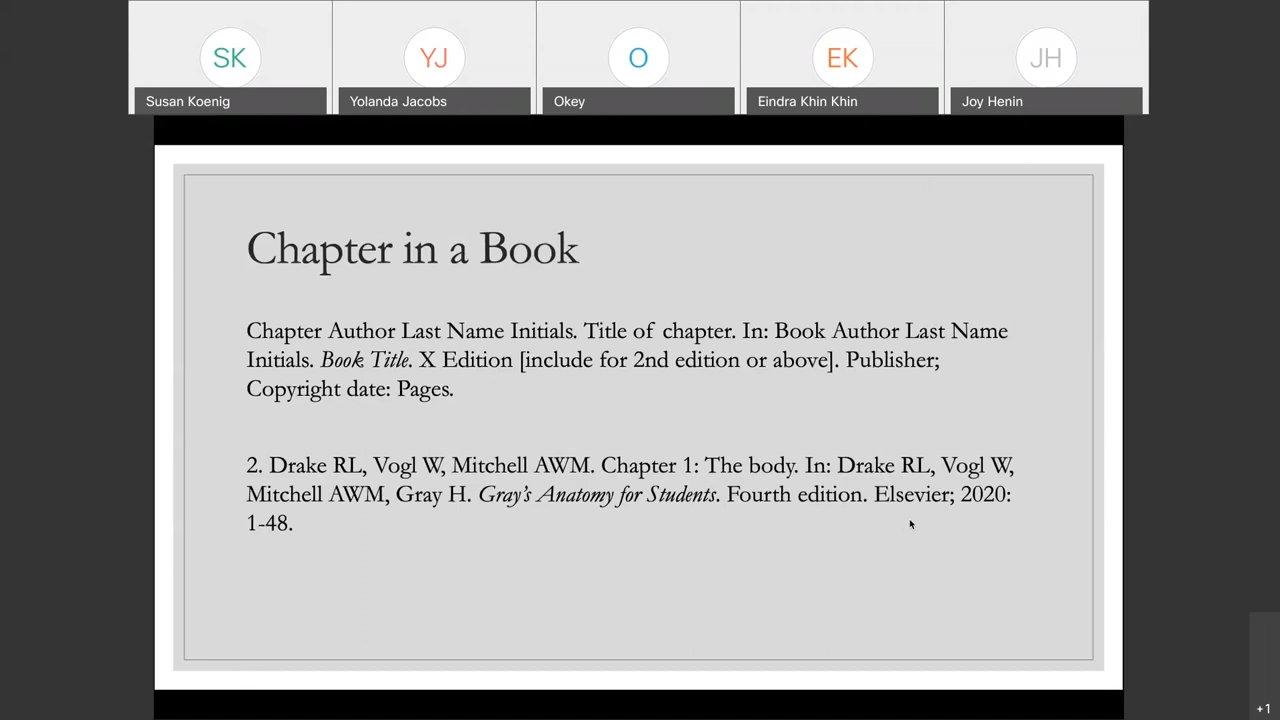 SK
YJ
O
EK
JH
Susan Koenig
Yolanda Jacobs
Okey
Eindra Khin Khin
Joy Henin
Chapter in a Book
Chapter Author Last Name Initials. Title of chapter. In: Book Author Last Name
Initials. Book Title. X Edition [include for 2nd edition or above]. Publisher;
Copyright date: Pages.
2. Drake RL, Vogl W, Mitchell AWM. Chapter 1: The body. In: Drake RL, Vogl W,
Mitchell AWM, Gray H. Gray's Anatomy for Students. Fourth edition. Elsevier; 2020:
1-48.
+1